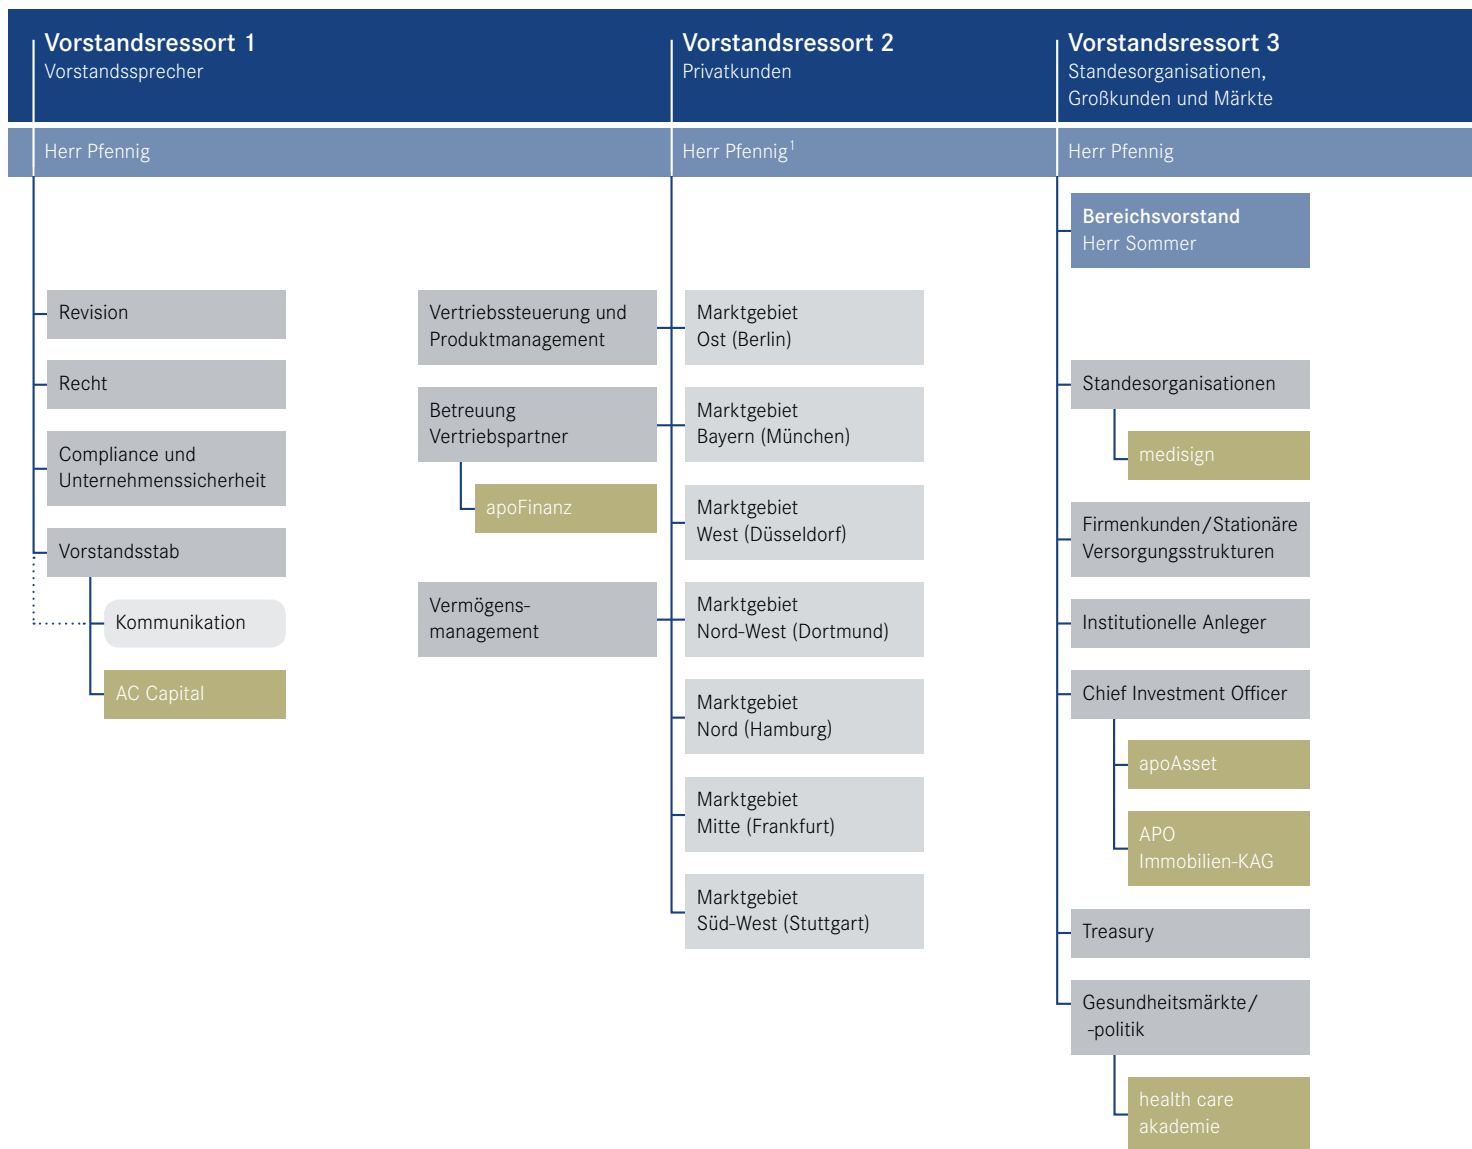 Vorstandsressort 1
Vorstandssprecher
Herr Pfennig
Revision
Recht
Compliance und
Unternehmenssicherheit
Vorstandsstab
Kommunikation
AC Capital
Vorstandsressort 2
Privatkunden
Herr Pfennig¹
Vertriebssteuerung und
Produktmanagement
Betreuung
Vertriebspartner
apoFinanz
Vermögens-
management
Marktgebiet
Ost (Berlin)
Marktgebiet
Bayern (München)
Marktgebiet
West (Düsseldorf)
Marktgebiet
Nord-West (Dortmund)
Marktgebiet
Nord (Hamburg)
Marktgebiet
Mitte (Frankfurt)
Marktgebiet
Süd-West (Stuttgart)
Vorstandsressort 3
Standesorganisationen,
Großkunden und Märkte
Herr Pfennig
Bereichsvorstand
Herr Sommer
Standesorganisationen
medisign
Firmenkunden/Stationäre
Versorgungsstrukturen
Institutionelle Anleger
Chief Investment Officer
apoAsset
APO
Immobilien-KAG
Treasury
Gesundheitsmärkte/
-politik
health care
akademie